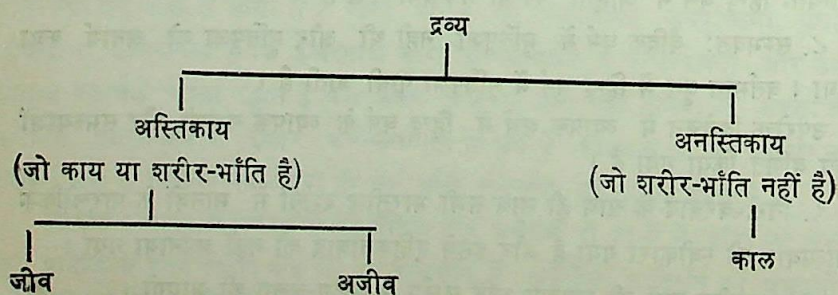 द्रव्य
अस्तिकाय
(जो काय या शरीर-भाँति है)
अनस्तिकाय
(जो शरीर-भाँति नहीं है)
जीव
अजीव
काल